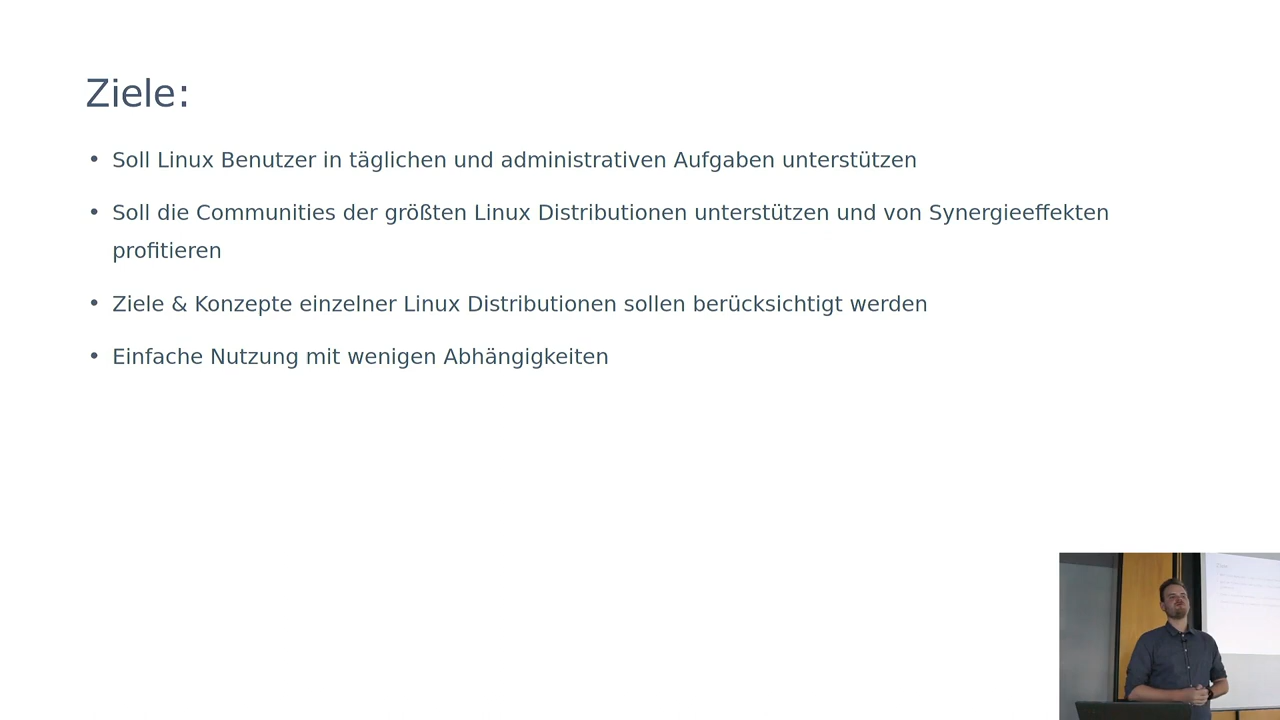 Ziele:
• Soll Linux Benutzer in täglichen und administrativen Aufgaben unterstützen
• Soll die Communities der größten Linux Distributionen unterstützen und von Synergieeffekten
profitieren
• Ziele & Konzepte einzelner Linux Distributionen sollen berücksichtigt werden
• Einfache Nutzung mit wenigen Abhängigkeiten